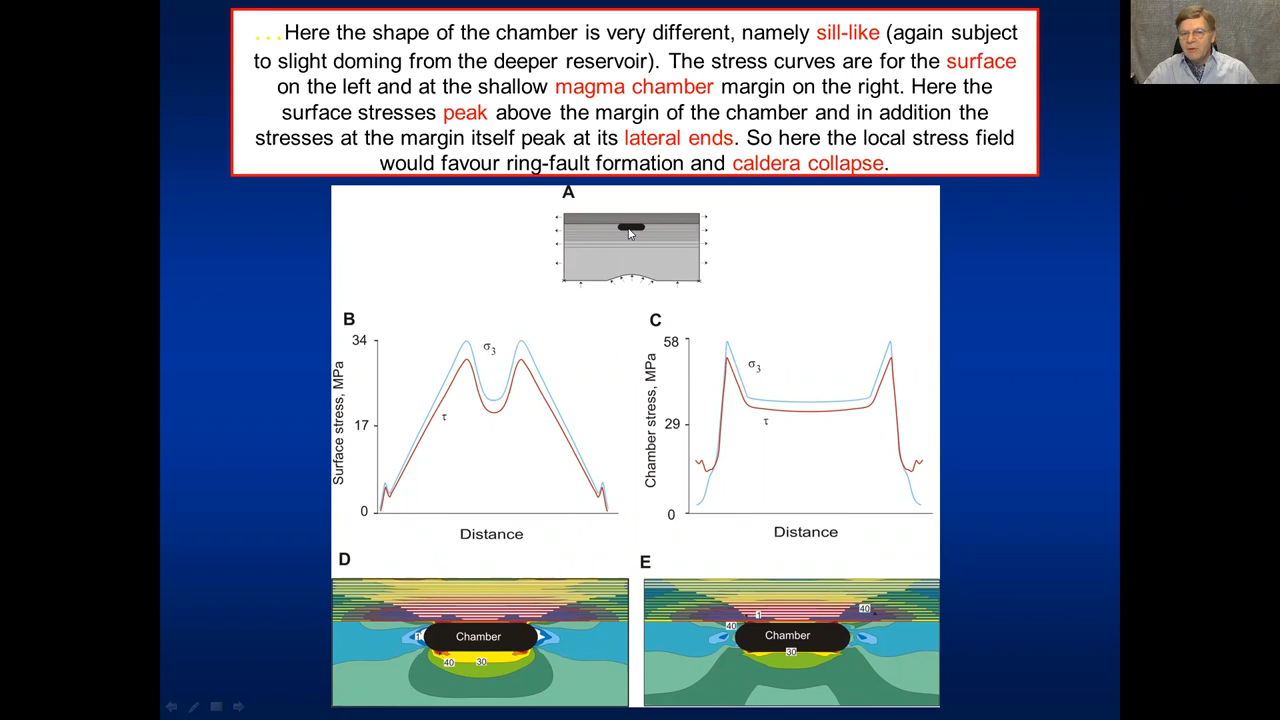 ...Here the shape of the chamber is very different, namely sill-like (again subject
to slight doming from the deeper reservoir). The stress curves are for the surface
on the left and at the shallow magma chamber margin on the right. Here the
surface stresses peak above the margin of the chamber and in addition the
stresses at the margin itself peak at its lateral ends. So here the local stress field
would favour ring-fault formation and caldera collapse.
A
B
34
17
0
Surface stress, MPa
σ3
τ
Distance
C
58
29
0
Chamber stress, MPa
σ3
τ
Distance
D
Chamber
1
40
30
E
1
40
40
Chamber
30